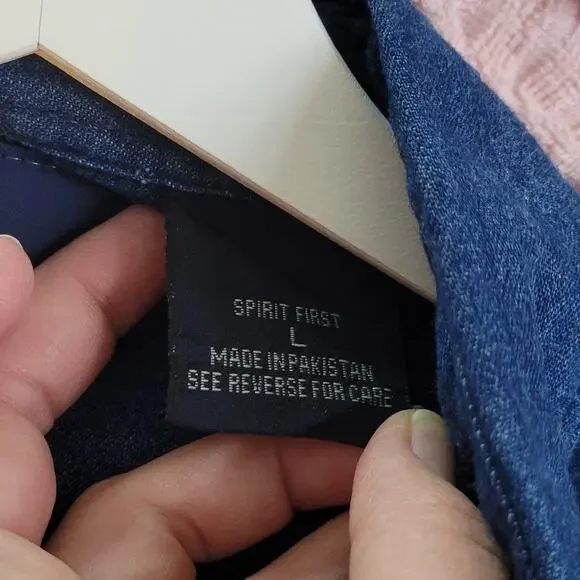 SPIRIT FIRST
L
MADE IN PAKISTAN
SEE REVERSE FOR CARE